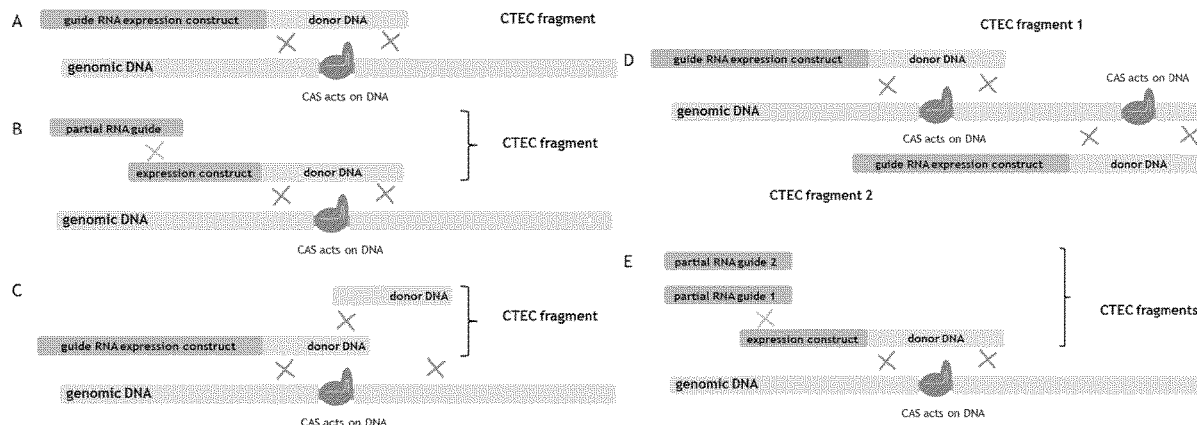 A
guide RNA expression construct
donor DNA
CTEC fragment
genomic DNA
CAS acts on DNA
B
partial RNA guide
CTEC fragment
expression construct
donor DNA
genomic DNA
CAS acts on DNA
C
donor DNA
CTEC fragment
guide RNA expression construct
donor DNA
genomic DNA
CAS acts on DNA
CTEC fragment 1
D
guide RNA expression construct
donor DNA
CAS acts on DNA
genomic DNA
CAS acts on DNA
guide RNA expression construct
donor DNA
CTEC fragment 2
E
partial RNA guide 2
partial RNA guide 1
CTEC fragments
expression construct
donor DNA
genomic DNA
CAS acts on DNA